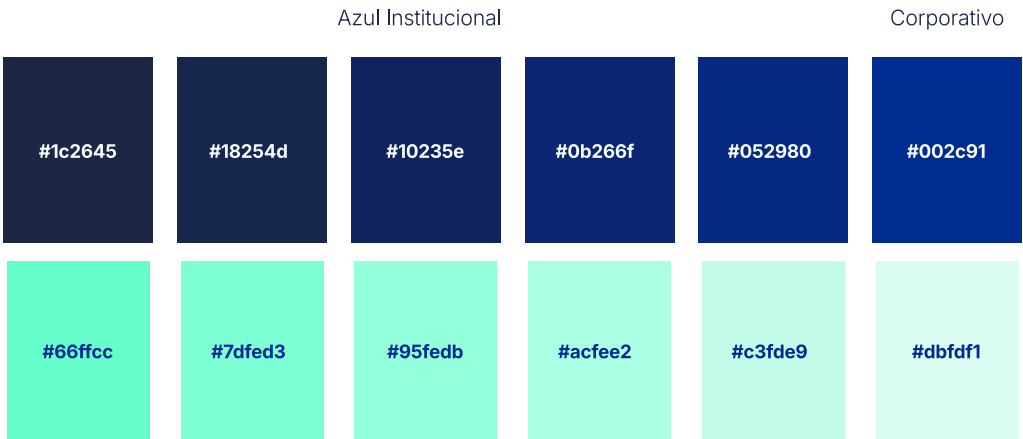 Azul Institucional
Corporativo
#1c2645
#18254d
#10235e
#0b266f
#052980
#002c91
#66ffcc
#7dfed3
#95fedb
#acfee2
#c3fde9
#dbfdf1